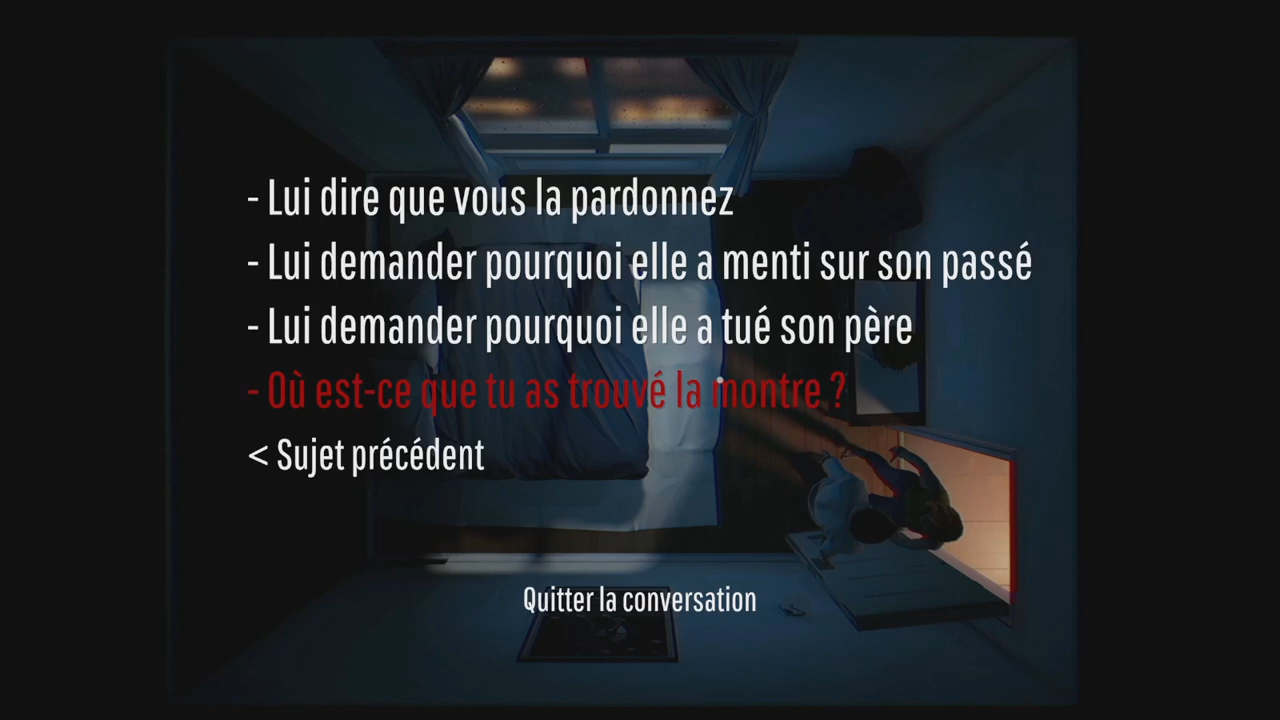 - Lui dire que vous la pardonnez
- Lui demander pourquoi elle a menti sur son passé
- Lui demander pourquoi elle a tué son père
- Où est-ce que tu as trouvé la montre ?
< Sujet précédent
Quitter la conversation